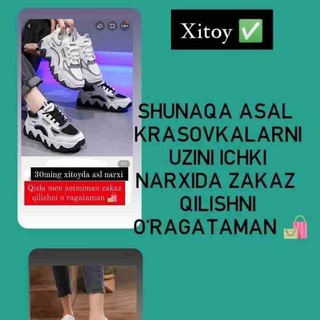 Xitoy ✅
SHUNAQA ASAL
KRASOVKALARNI
UZINI ICHKI
NARXIDA ZAKAZ
QILISHNI
O'RAGATAMAN 🛍️
30ming xitoyda asl narxi
Qizla men sotmiman zakaz
qilishni o'ragataman 🛍️